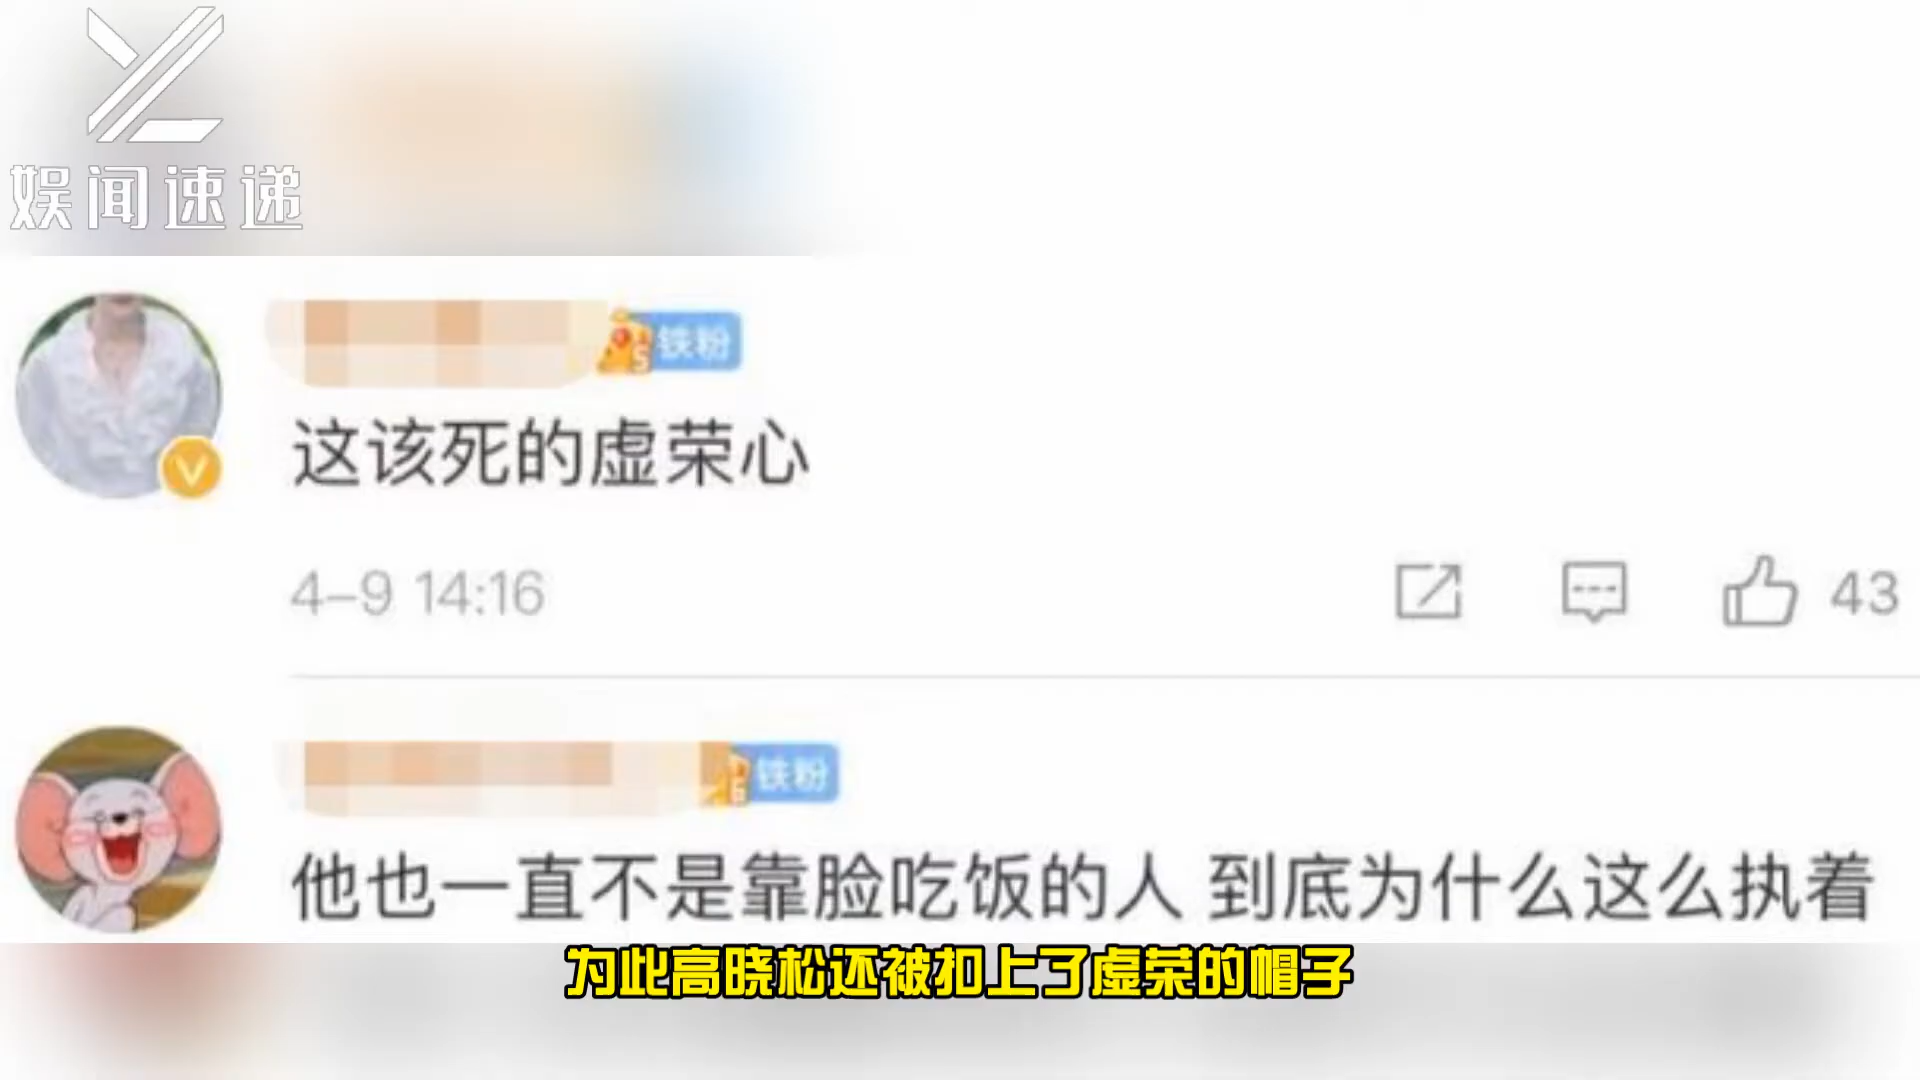 娱闻速递
铁粉
这该死的虚荣心
4-9 14:16
43
铁粉
他也一直不是靠脸吃饭的人 到底为什么这么执着
为此高晓松还被扣上了虚荣的帽子